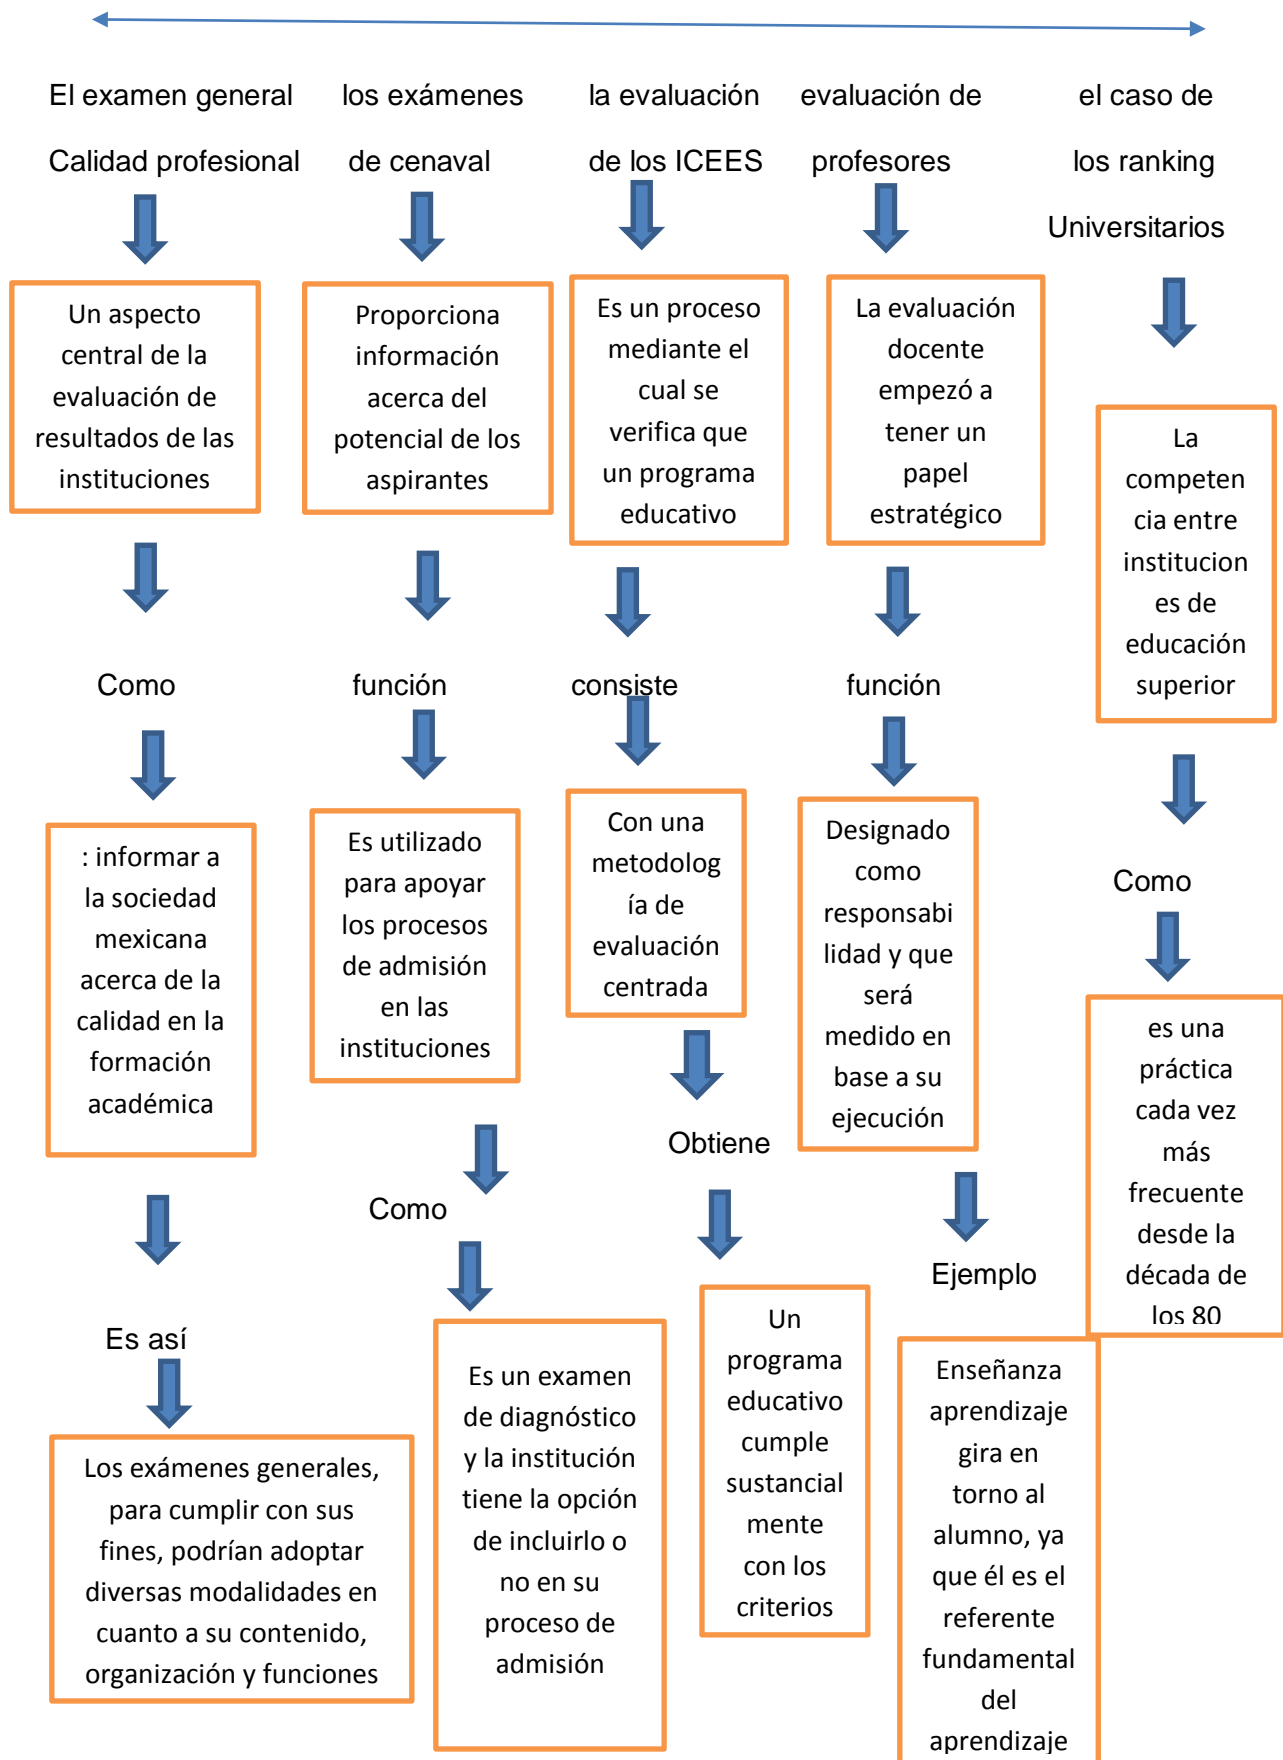 El examen general
Calidad profesional
Un aspecto
central de la
evaluación de
resultados de las
instituciones
Como
: informar a
la sociedad
mexicana
acerca de la
calidad en la
formación
académica
Es así
Los exámenes generales,
para cumplir con sus
fines, podrían adoptar
diversas modalidades en
cuanto a su contenido,
organización y funciones
los exámenes
de cenaval
Proporciona
información
acerca del
potencial de los
aspirantes
función
Es utilizado
para apoyar
los procesos
de admisión
en las
instituciones
Como
Es un examen
de diagnóstico
y la institución
tiene la opción
de incluirlo o
no en su
proceso de
admisión
la evaluación
de los ICEES
Es un proceso
mediante el
cual se
verifica que
un programa
educativo
consiste
Con una
metodolog
ía de
evaluación
centrada
Obtiene
Un
programa
educativo
cumple
sustancial
mente
con los
criterios
evaluación de
profesores
La evaluación
docente
empezó a
tener un
papel
estratégico
función
Designado
como
responsabi
lidad y que
será
medido en
base a su
ejecución
Ejemplo
Enseñanza
aprendizaje
gira en
torno al
alumno, ya
que él es el
referente
fundamental
del
aprendizaje
el caso de
los ranking
Universitarios
La
competen
cia entre
institucion
es de
educación
superior
Como
es una
práctica
cada vez
más
frecuente
desde la
década de
los 80